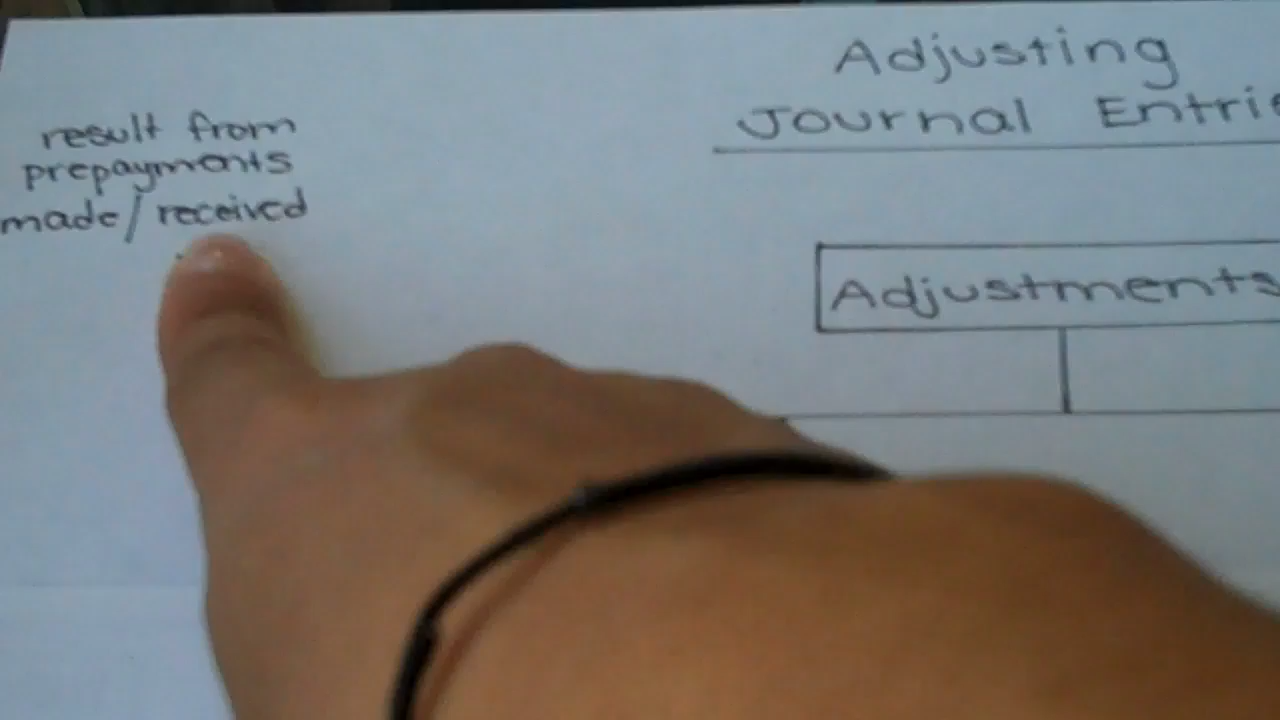 Adjusting
Journal Entrie
result from
prepayments
made/received
Adjustments